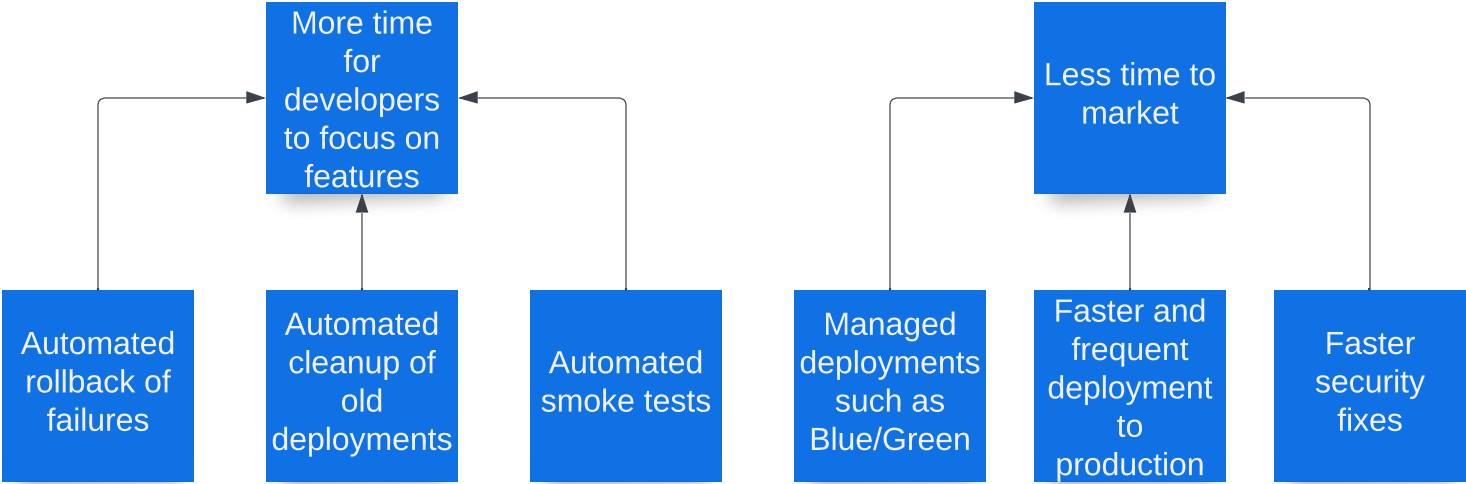 More time
for
developers
to focus on
features
Less time to
market
Automated
rollback of
failures
Automated
cleanup of
old
deployments
Automated
smoke tests
Managed
deployments
such as
Blue/Green
Faster and
frequent
deployment
to
production
Faster
security
fixes